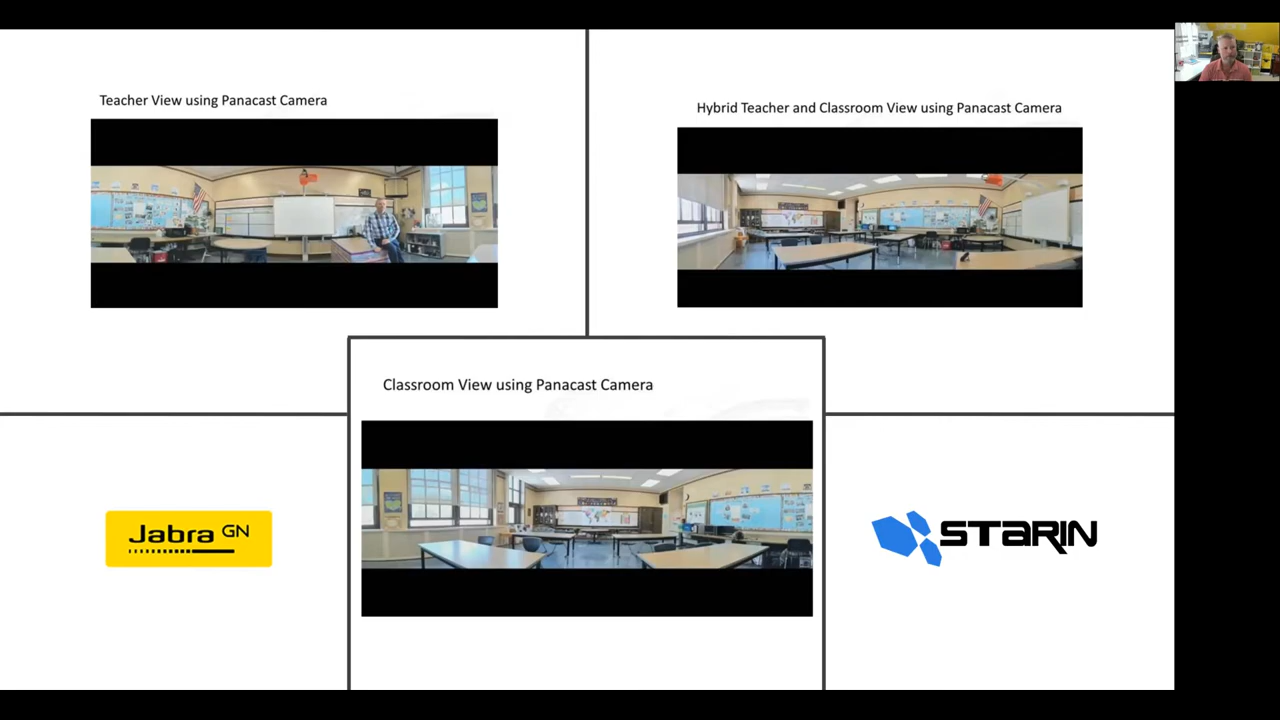 Teacher View using Panacast Camera
Hybrid Teacher and Classroom View using Panacast Camera
Classroom View using Panacast Camera
Jabra GN
STARIN